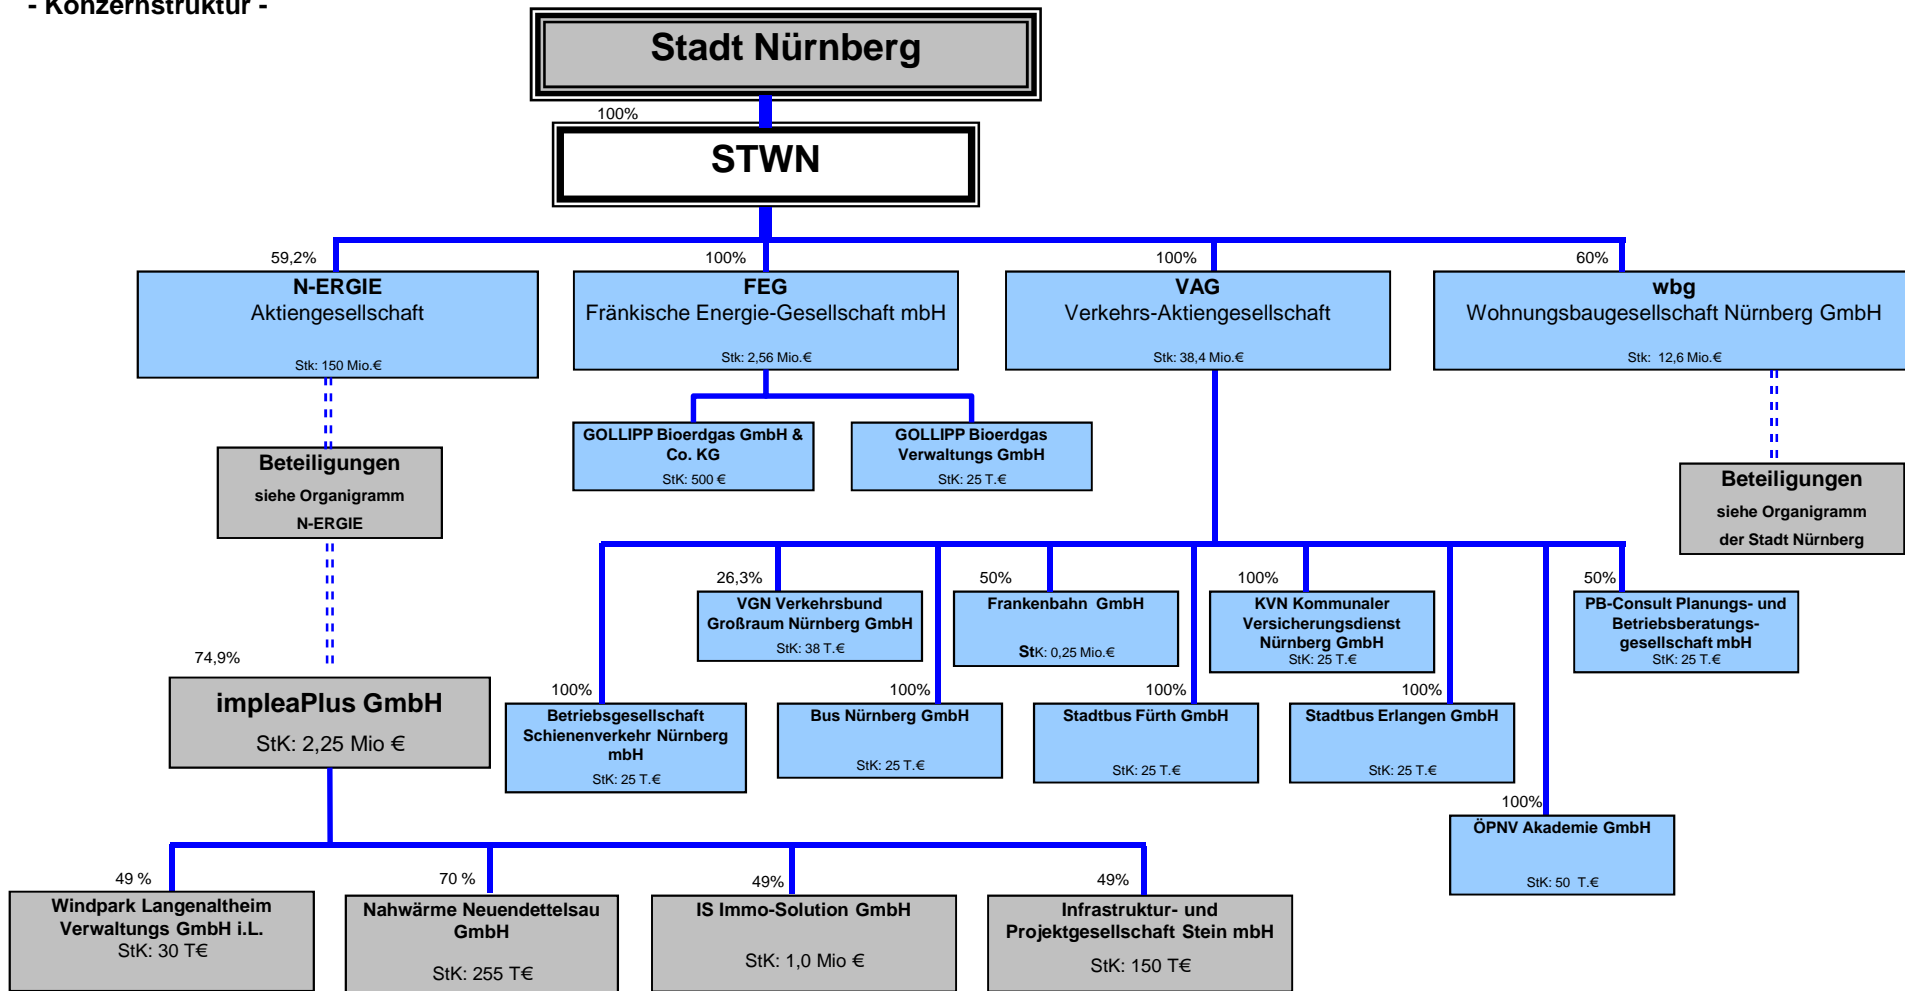 - Konzernstruktur -
Stadt Nürnberg
100%
STWN
59,2%
N-ERGIE
Aktiengesellschaft
Stk: 150 Mio.€
100%
FEG
Fränkische Energie-Gesellschaft mbH
Stk: 2,56 Mio.€
100%
VAG
Verkehrs-Aktiengesellschaft
Stk: 38,4 Mio.€
60%
wbg
Wohnungsbaugesellschaft Nürnberg GmbH
Stk: 12,6 Mio.€
GOLLIPP Bioerdgas GmbH &
Co. KG
StK: 500 €
GOLLIPP Bioerdgas
Verwaltungs GmbH
StK: 25 T.€
Beteiligungen
siehe Organigramm
N-ERGIE
Beteiligungen
siehe Organigramm
der Stadt Nürnberg
26,3%
VGN Verkehrsbund
Großraum Nürnberg GmbH
StK: 38 T.€
50%
Frankenbahn GmbH
StK: 0,25 Mio.€
100%
KVN Kommunaler
Versicherungsdienst
Nürnberg GmbH
StK: 25 T.€
50%
PB-Consult Planungs- und
Betriebsberatungs-
gesellschaft mbH
StK: 25 T.€
74,9%
impleaPlus GmbH
StK: 2,25 Mio €
100%
Betriebsgesellschaft
Schienenverkehr Nürnberg
mbH
StK: 25 T.€
100%
Bus Nürnberg GmbH
StK: 25 T.€
100%
Stadtbus Fürth GmbH
StK: 25 T.€
100%
Stadtbus Erlangen GmbH
StK: 25 T.€
100%
ÖPNV Akademie GmbH
StK: 50 T.€
49 %
Windpark Langenaltheim
Verwaltungs GmbH i.L.
StK: 30 T€
70 %
Nahwärme Neuendettelsau
GmbH
StK: 255 T€
49%
IS Immo-Solution GmbH
StK: 1,0 Mio €
49%
Infrastruktur- und
Projektgesellschaft Stein mbH
StK: 150 T€